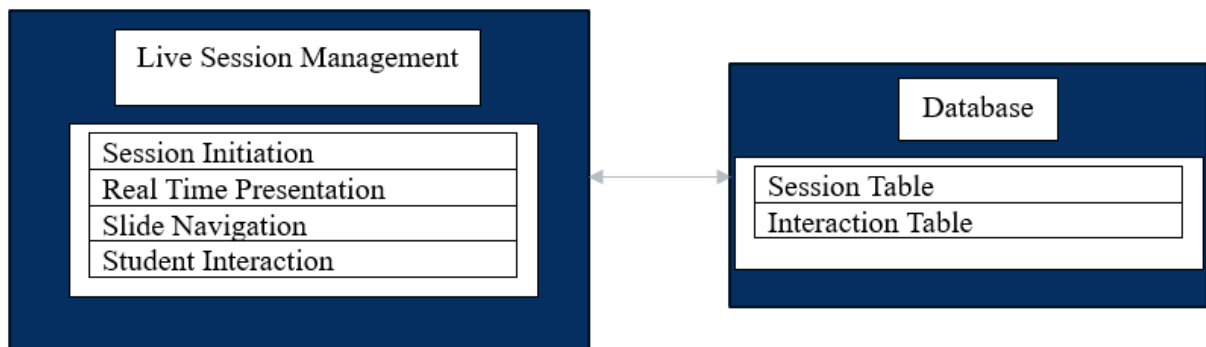 Live Session Management
Session Initiation
Real Time Presentation
Slide Navigation
Student Interaction
Database
Session Table
Interaction Table